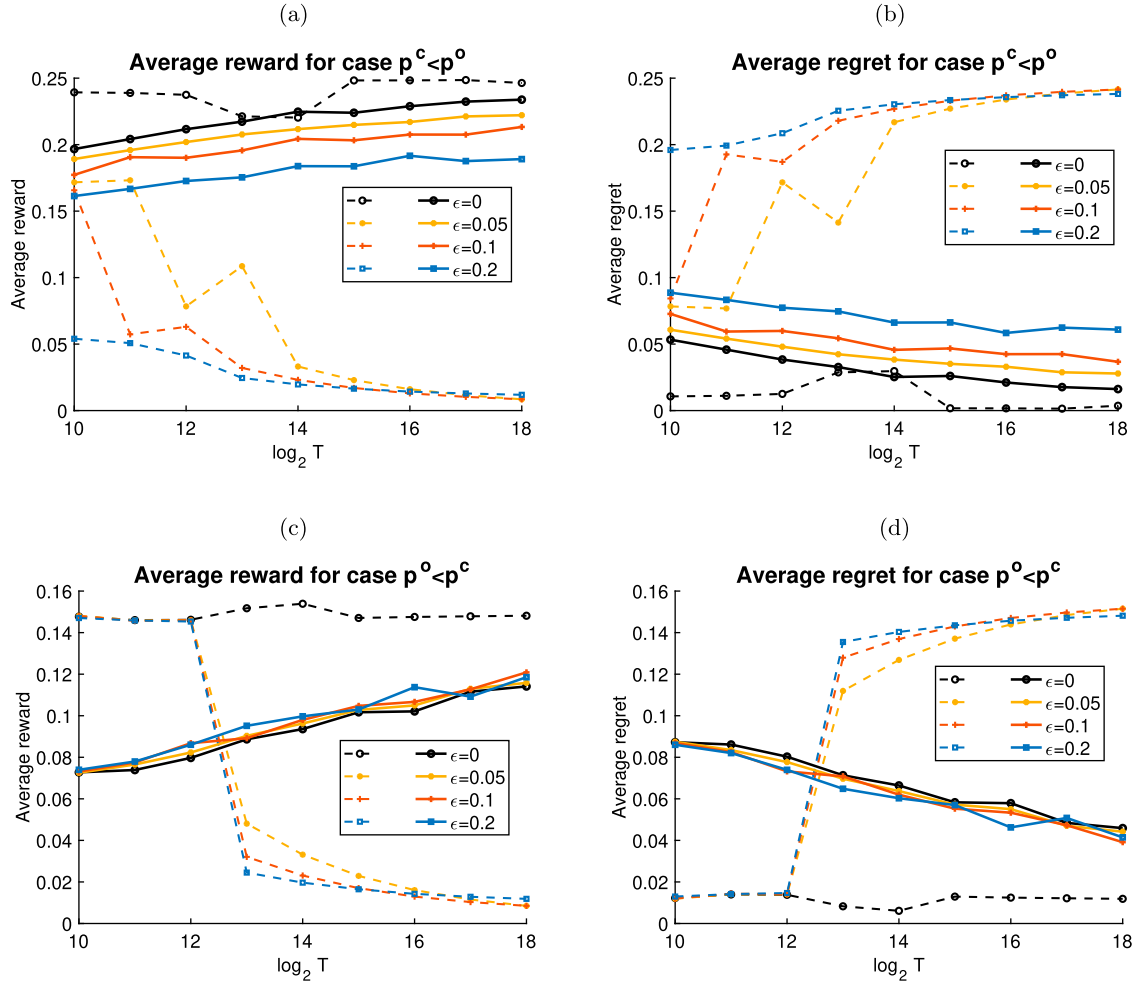 (a)
Average reward for case p^c<p^o
0.25
0.2
0.15
0.1
0.05
0
Average reward
10 12 14 16 18
log_2 T
ϵ=0
ϵ=0.05
ϵ=0.1
ϵ=0.2
(b)
Average regret for case p^c<p^o
0.25
0.2
0.15
0.1
0.05
0
Average regret
10 12 14 16 18
log_2 T
ϵ=0
ϵ=0.05
ϵ=0.1
ϵ=0.2
(c)
Average reward for case p^o<p^c
0.16
0.14
0.12
0.1
0.08
0.06
0.04
0.02
0
Average reward
10 12 14 16 18
log_2 T
ϵ=0
ϵ=0.05
ϵ=0.1
ϵ=0.2
(d)
Average regret for case p^o<p^c
0.16
0.14
0.12
0.1
0.08
0.06
0.04
0.02
0
Average regret
10 12 14 16 18
log_2 T
ϵ=0
ϵ=0.05
ϵ=0.1
ϵ=0.2